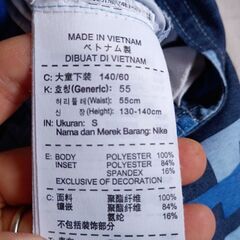 MADE IN VIETNAM
ベトナム製
DIBUAT DI VIETNAM
C: 大童下装 140/60
K: 호칭(Generic): 55
허리둘레(Waist): 55cm
신장(Height): 130-140cm
IN: Ukuran: S
Nama dan Merek Barang: Nike
E: BODY POLYESTER 100%
INSET POLYESTER 84%
SPANDEX 16%
EXCLUSIVE OF DECORATION
C: 面料 聚酯纤维 100%
镶嵌 聚酯纤维 84%
氨纶 16%
不包括装饰部分